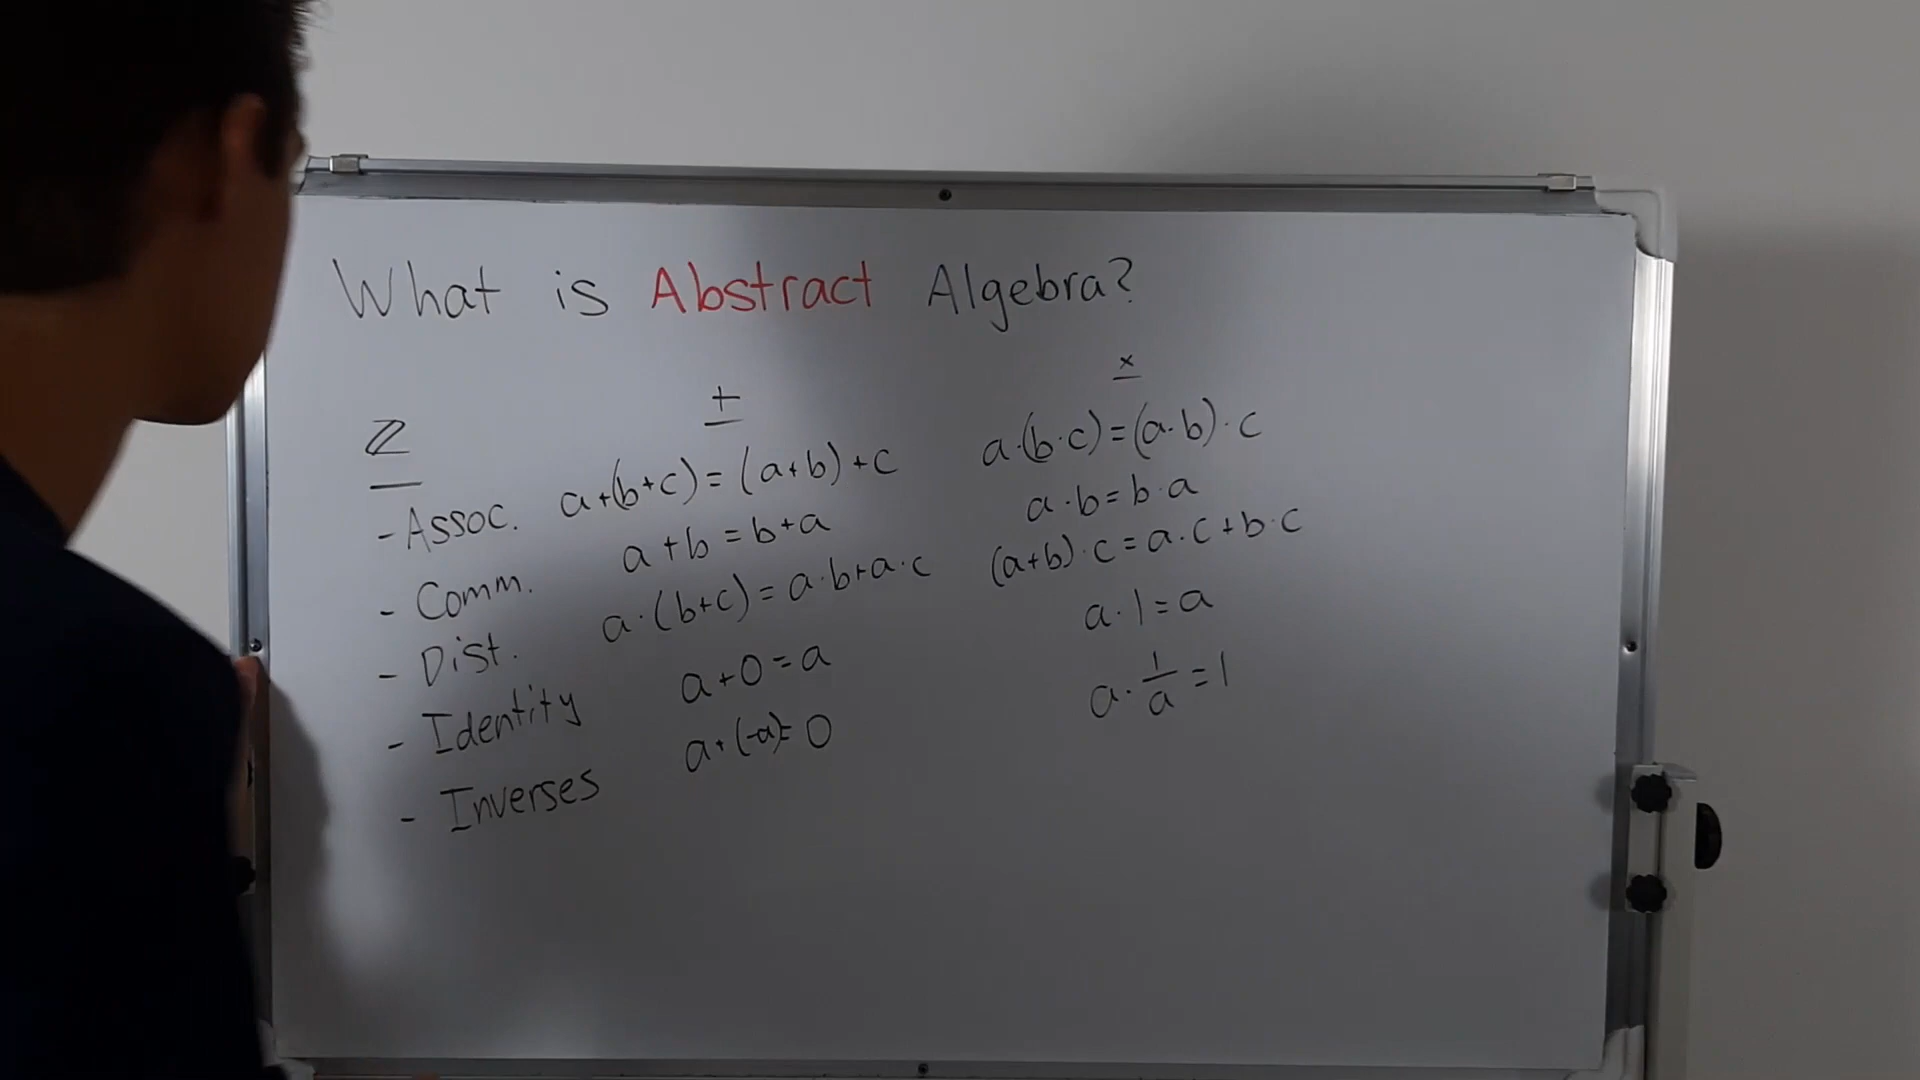 What is Abstract Algebra?
ℤ + ×
- Assoc. a+(b+c)=(a+b)+c a·(b·c)=(a·b)·c
- Comm. a+b=b+a a·b=b·a
- Dist. a·(b+c)=a·b+a·c (a+b)·c=a·c+b·c
- Identity a+0=a a·1=a
- Inverses a+(-a)=0 a·1/a=1